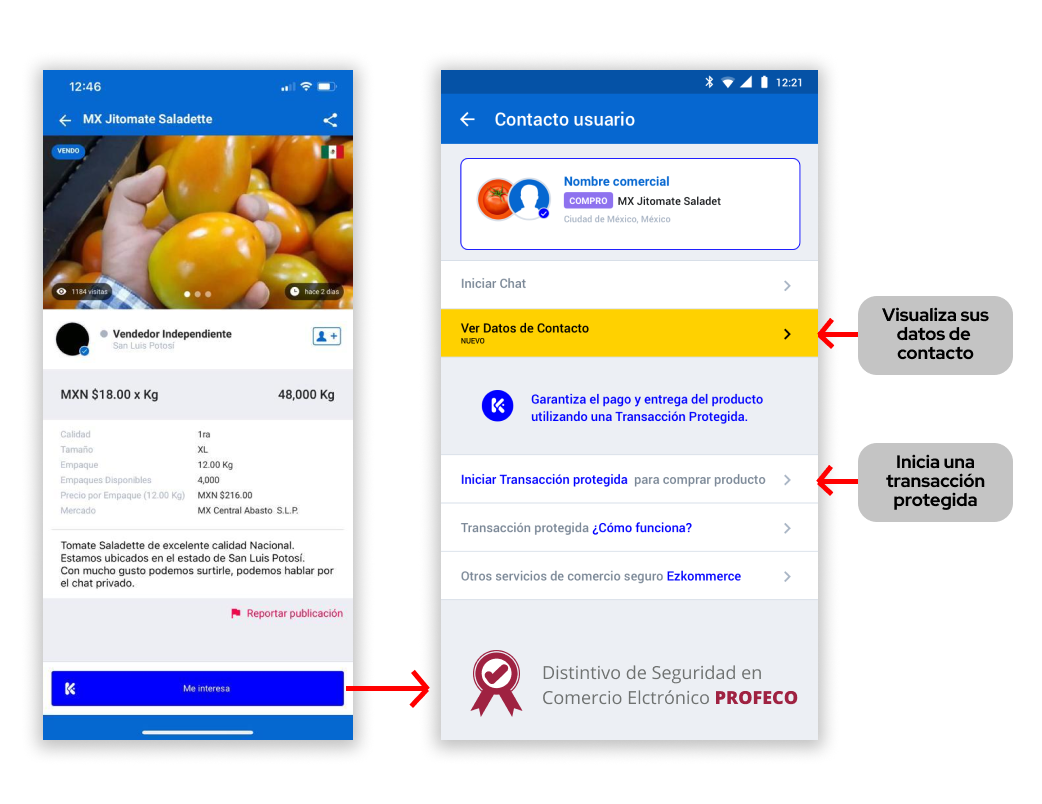 12:46
MX Jitomate Saladette
VENDO
1184 visitas
hace 2 días
Vendedor Independiente
San Luis Potosí
MXN $18.00 x Kg
48,000 Kg
Calidad 1ra
Tamaño XL
Empaque 12.00 Kg
Empaques Disponibles 4,000
Precio por Empaque (12.00 Kg) MXN $216.00
Mercado MX Central Abasto S.L.P.
Tomate Saladette de excelente calidad Nacional.
Estamos ubicados en el estado de San Luis Potosí.
Con mucho gusto podemos surtirle, podemos hablar por
el chat privado.
Reportar publicación
Me interesa
12:21
Contacto usuario
Nombre comercial
COMPRO MX Jitomate Saladet
Ciudad de México, México
Iniciar Chat
Ver Datos de Contacto
NUEVO
Garantiza el pago y entrega del producto
utilizando una Transacción Protegida.
Iniciar Transacción protegida para comprar producto
Transacción protegida ¿Cómo funciona?
Otros servicios de comercio seguro Ezkommerce
Distintivo de Seguridad en
Comercio Elctrónico PROFECO
Visualiza sus
datos de
contacto
Inicia una
transacción
protegida